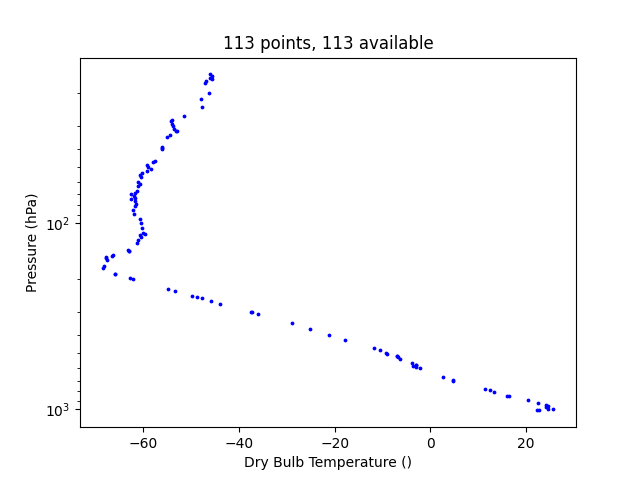 113 points, 113 available
Pressure (hPa)
10²
10³
−60
−40
−20
0
20
Dry Bulb Temperature ()